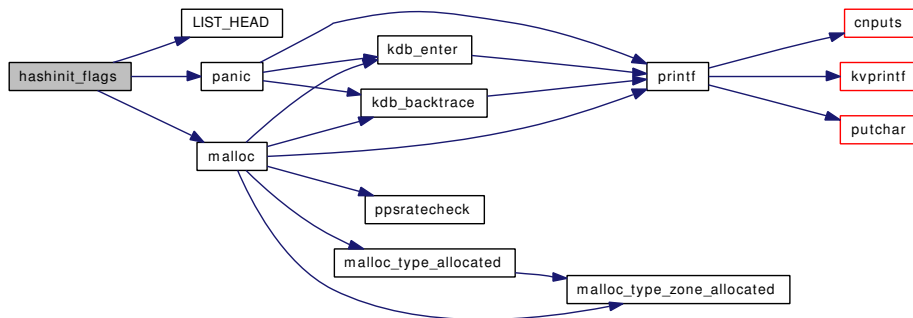 hashinit_flags
LIST_HEAD
panic
malloc
kdb_enter
kdb_backtrace
ppsratecheck
malloc_type_allocated
malloc_type_zone_allocated
printf
cnputs
kvprintf
putchar